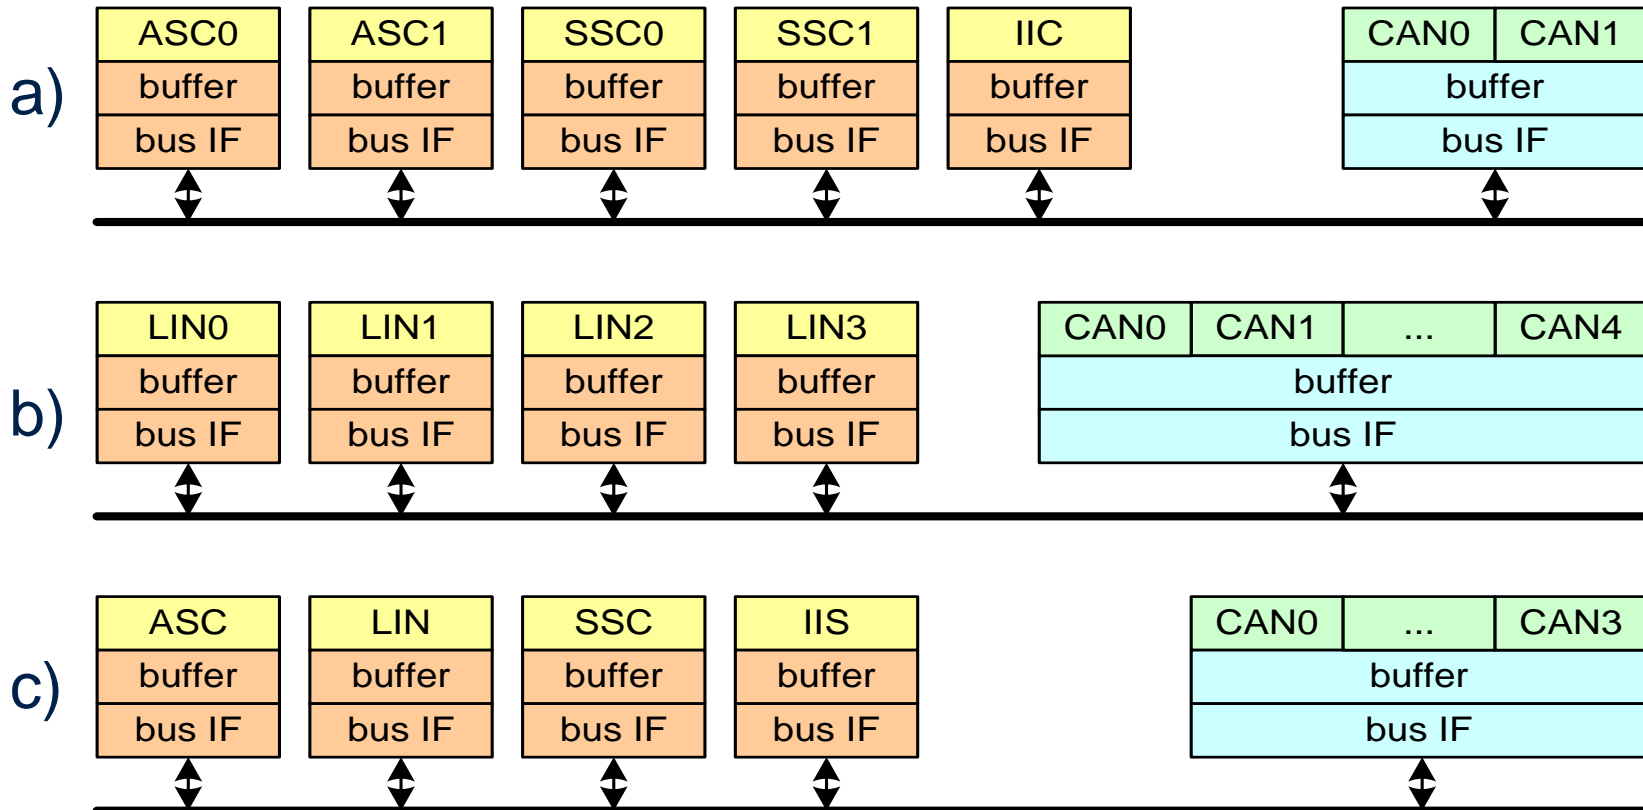 ASC0 ASC1 SSC0 SSC1 IIC CAN0 CAN1
a) buffer buffer buffer buffer buffer buffer
bus IF bus IF bus IF bus IF bus IF bus IF
LIN0 LIN1 LIN2 LIN3 CAN0 CAN1 ... CAN4
b) buffer buffer buffer buffer buffer
bus IF bus IF bus IF bus IF bus IF
ASC LIN SSC IIS CAN0 ... CAN3
c) buffer buffer buffer buffer buffer
bus IF bus IF bus IF bus IF bus IF